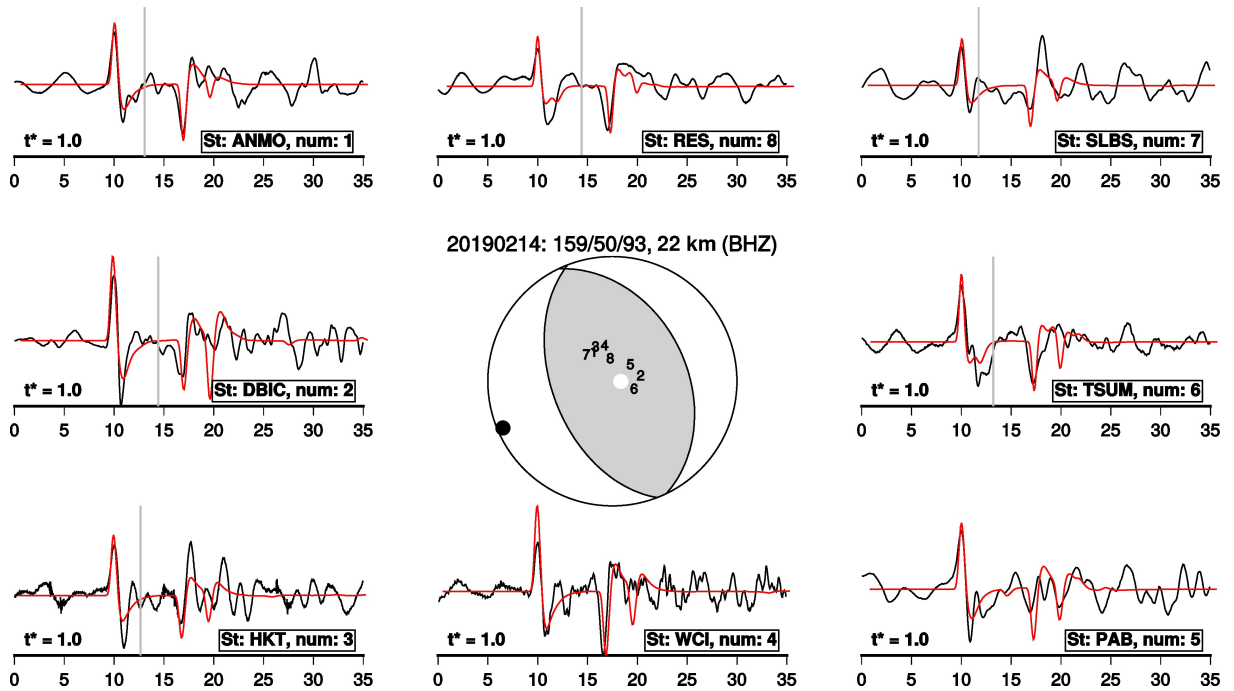 t* = 1.0
St: ANMO, num: 1
0 5 10 15 20 25 30 35
t* = 1.0
St: RES, num: 8
0 5 10 15 20 25 30 35
t* = 1.0
St: SLBS, num: 7
0 5 10 15 20 25 30 35
20190214: 159/50/93, 22 km (BHZ)
t* = 1.0
St: DBIC, num: 2
0 5 10 15 20 25 30 35
7 1 3 4
8
5
2
6
t* = 1.0
St: TSUM, num: 6
0 5 10 15 20 25 30 35
t* = 1.0
St: HKT, num: 3
0 5 10 15 20 25 30 35
t* = 1.0
St: WCI, num: 4
0 5 10 15 20 25 30 35
t* = 1.0
St: PAB, num: 5
0 5 10 15 20 25 30 35